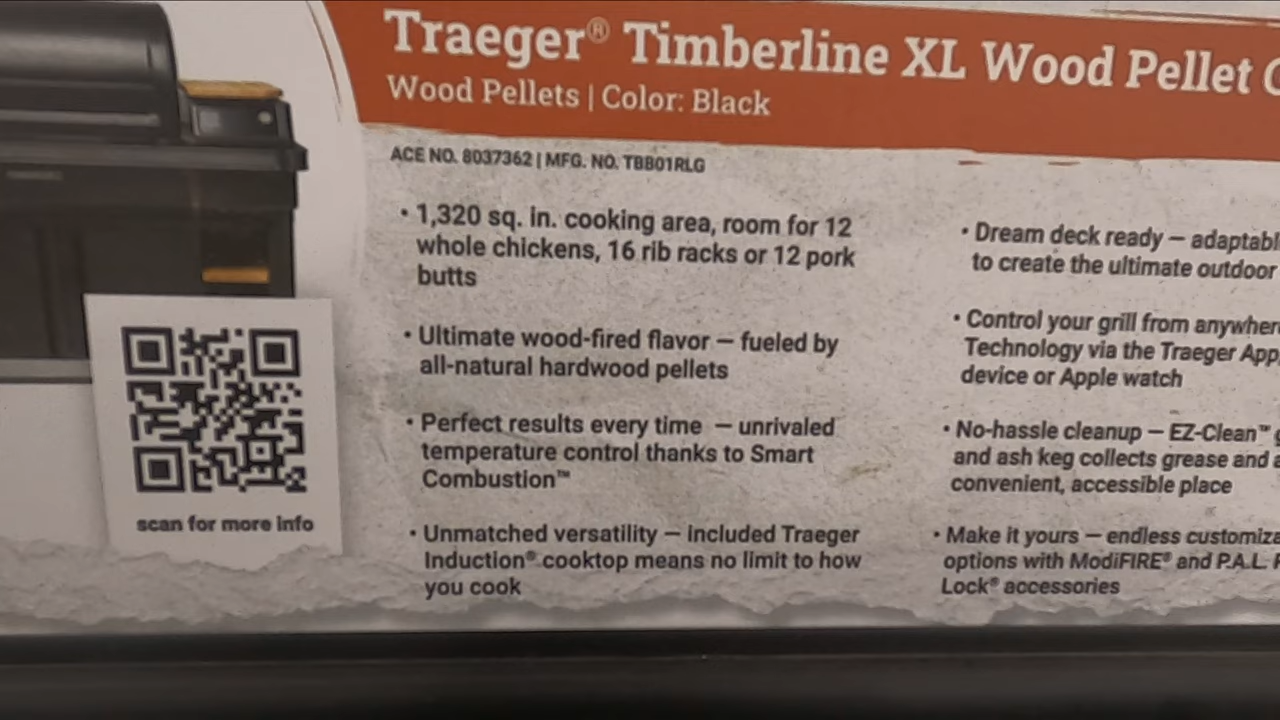 Traeger® Timberline XL Wood Pellet
Wood Pellets | Color: Black
ACE NO. 8037362 | MFG. NO. TBB01RLG
• 1,320 sq. in. cooking area, room for 12
whole chickens, 16 rib racks or 12 pork
butts
• Ultimate wood-fired flavor — fueled by
all-natural hardwood pellets
• Perfect results every time — unrivaled
temperature control thanks to Smart
Combustion™
• Unmatched versatility — included Traeger
Induction® cooktop means no limit to how
you cook
• Dream deck ready — adaptabl
to create the ultimate outdoor
• Control your grill from anywher
Technology via the Traeger App
device or Apple watch
• No-hassle cleanup — EZ-Clean™ g
and ash keg collects grease and a
convenient, accessible place
• Make it yours — endless customiza
options with ModiFIRE® and P.A.L.
Lock® accessories
scan for more info